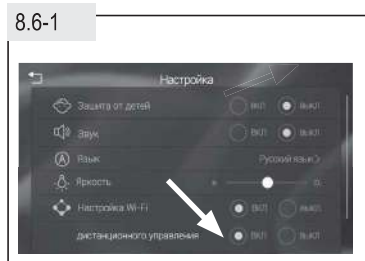 8.6-1
Настройка
Защита от детей ВКЛ ВЫКЛ
Звук ВКЛ ВЫКЛ
Язык Русский язык
Яркость
Настройка Wi-Fi ВКЛ ВЫКЛ
дистанционного управления ВКЛ ВЫКЛ